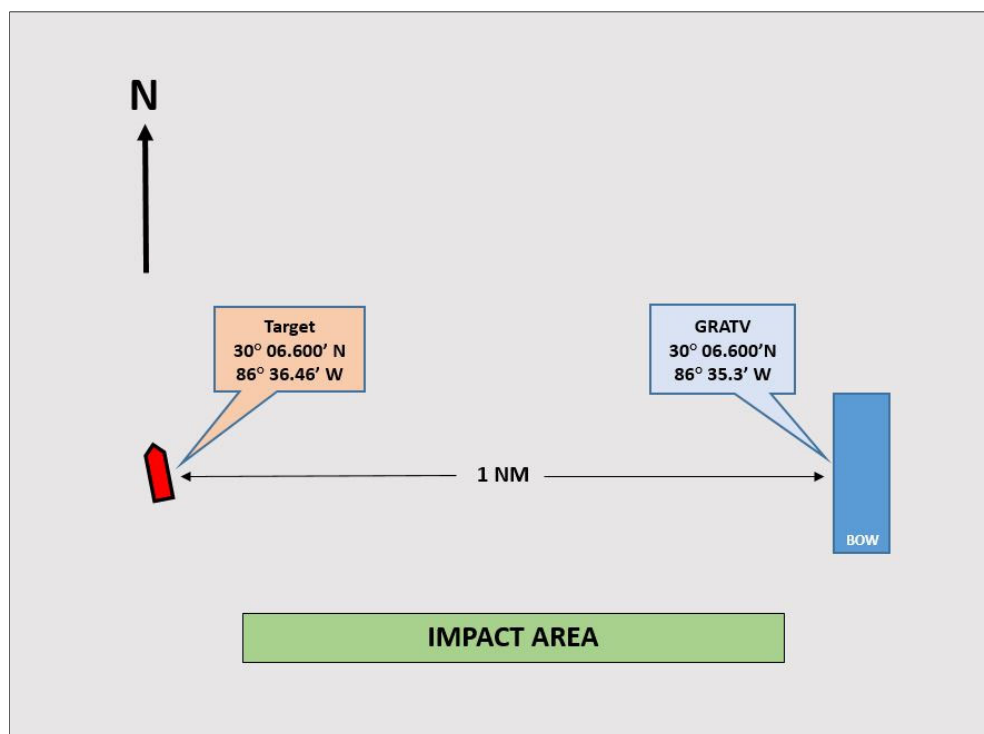 N
Target
30° 06.600’ N
86° 36.46’ W
GRATV
30° 06.600’N
86° 35.3’ W
1 NM
BOW
IMPACT AREA